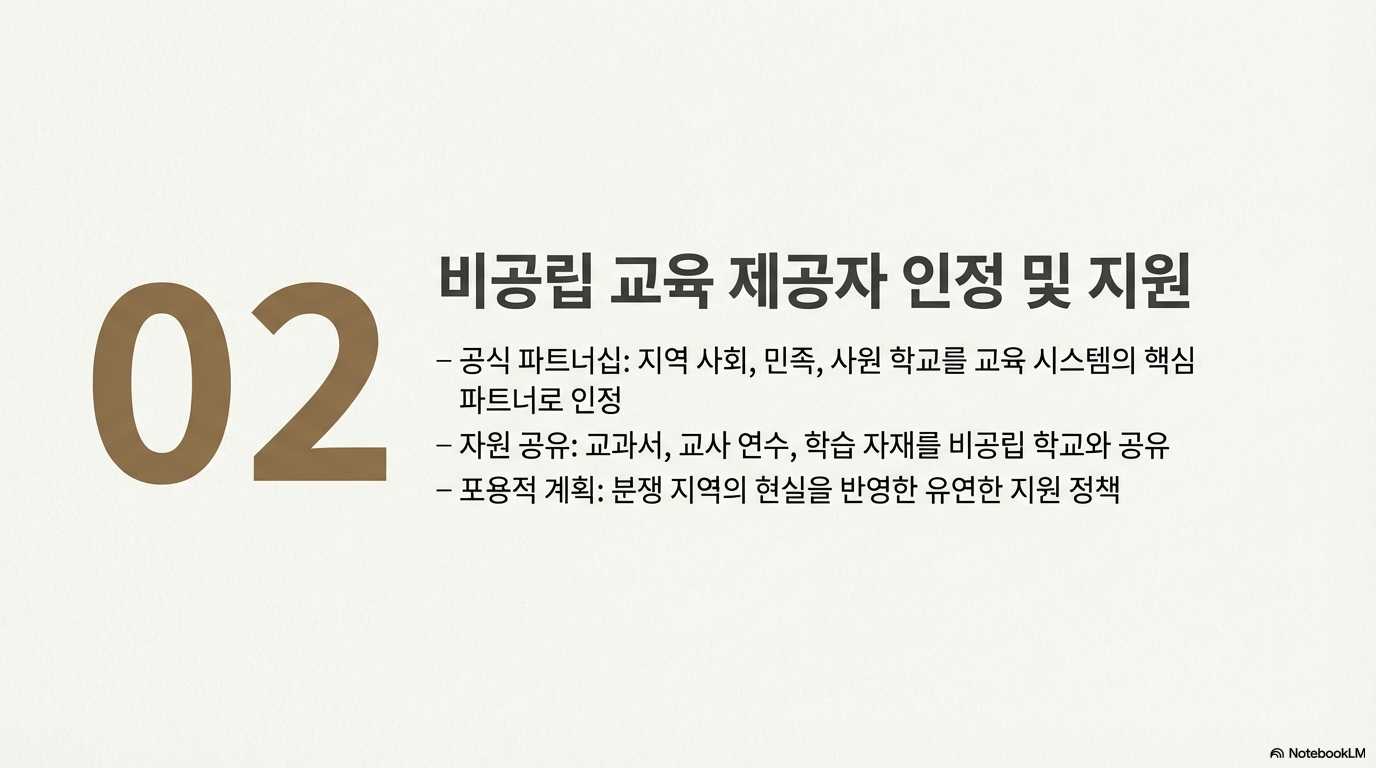 02
비공립 교육 제공자 인정 및 지원
– 공식 파트너십: 지역 사회, 민족, 사원 학교를 교육 시스템의 핵심
파트너로 인정
– 자원 공유: 교과서, 교사 연수, 학습 자재를 비공립 학교와 공유
– 포용적 계획: 분쟁 지역의 현실을 반영한 유연한 지원 정책
NotebookLM